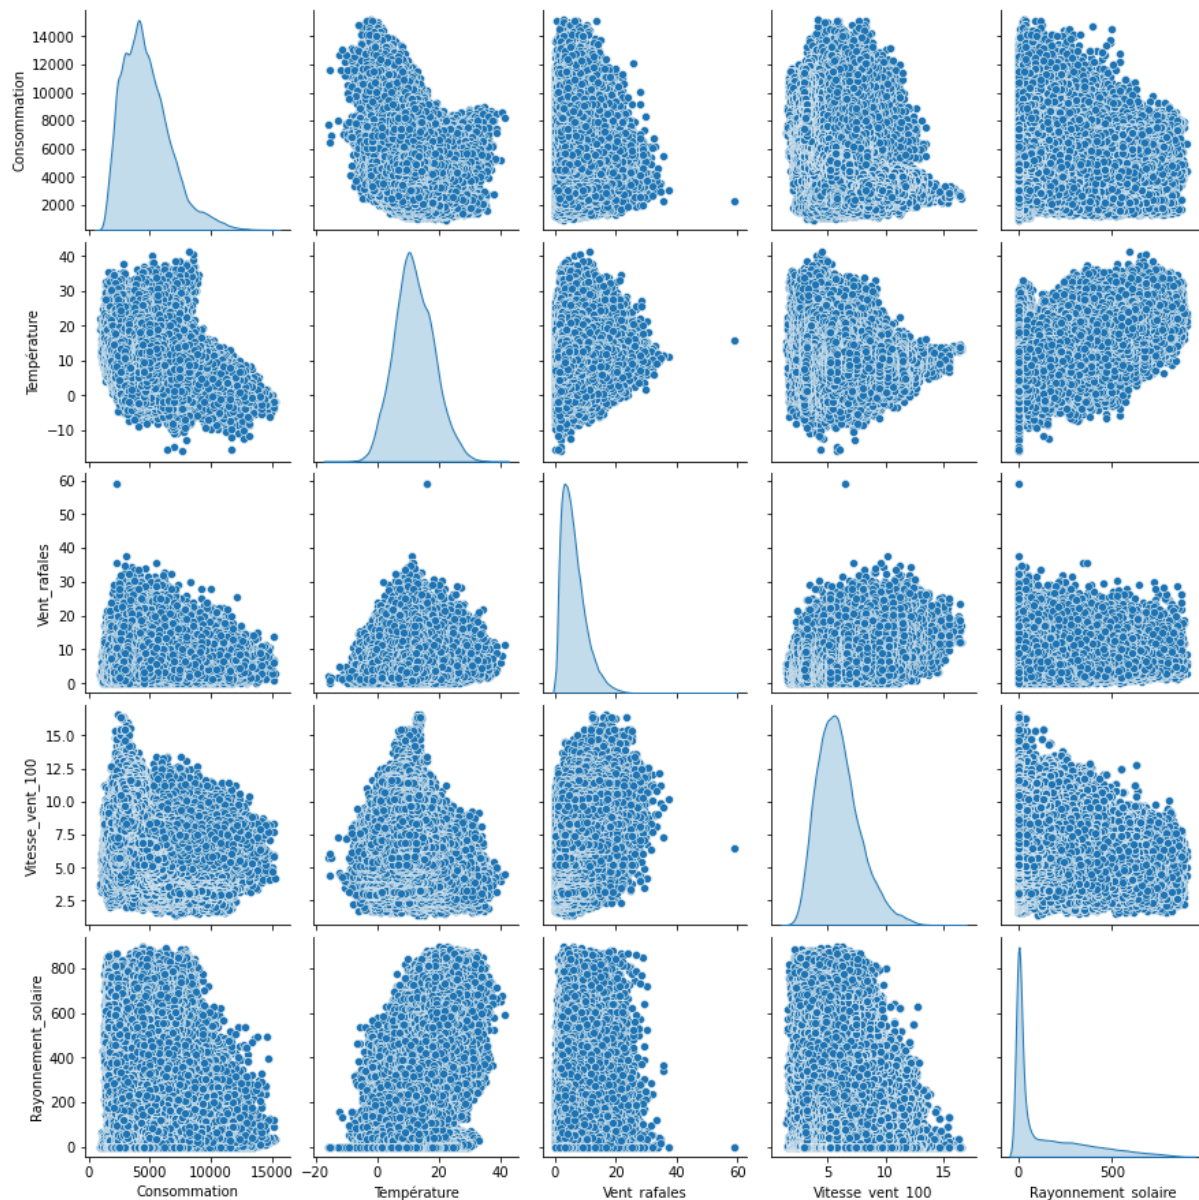 14000
12000
10000
8000
6000
4000
2000
Consommation
40
30
20
10
0
−10
Température
60
50
40
30
20
10
0
Vent_rafales
15.0
12.5
10.0
7.5
5.0
2.5
Vitesse_vent_100
800
600
400
200
0
Rayonnement_solaire
0 5000 10000 15000
−20 0 20 40
0 20 40 60
5 10 15
0 500
Consommation
Température
Vent_rafales
Vitesse_vent_100
Rayonnement_solaire